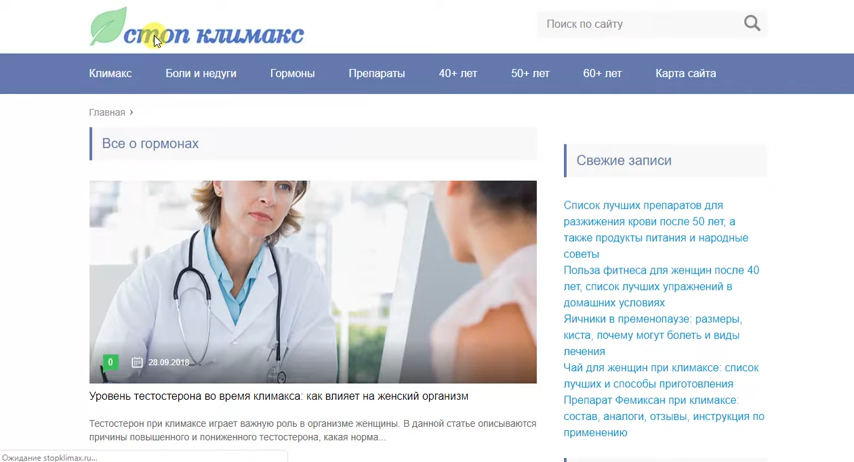 стоп климакс
Поиск по сайту
Климакс Боли и недуги Гормоны Препараты 40+ лет 50+ лет 60+ лет Карта сайта
Главная ›
Все о гормонах
0 28.09.2018
Уровень тестостерона во время климакса: как влияет на женский организм
Тестостерон при климаксе играет важную роль в организме женщины. В данной статье описываются
причины повышенного и пониженного тестостерона, какая норма...
Свежие записи
Список лучших препаратов для
разжижения крови после 50 лет, а
также продукты питания и народные
советы
Польза фитнеса для женщин после 40
лет, список лучших упражнений в
домашних условиях
Яичники в пременопаузе: размеры,
киста, почему могут болеть и виды
лечения
Чай для женщин при климаксе: список
лучших и способы приготовления
Препарат Фемиксан при климаксе:
состав, аналоги, отзывы, инструкция по
применению
Ожидание stopklimax.ru...